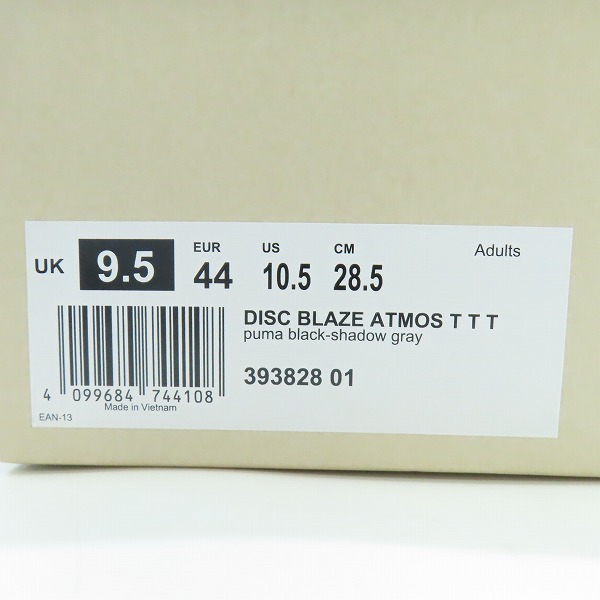 UK 9.5 EUR 44 US 10.5 CM 28.5 Adults
DISC BLAZE ATMOS T T T
puma black-shadow gray
393828 01
4 099684 744108
Made in Vietnam
EAN-13